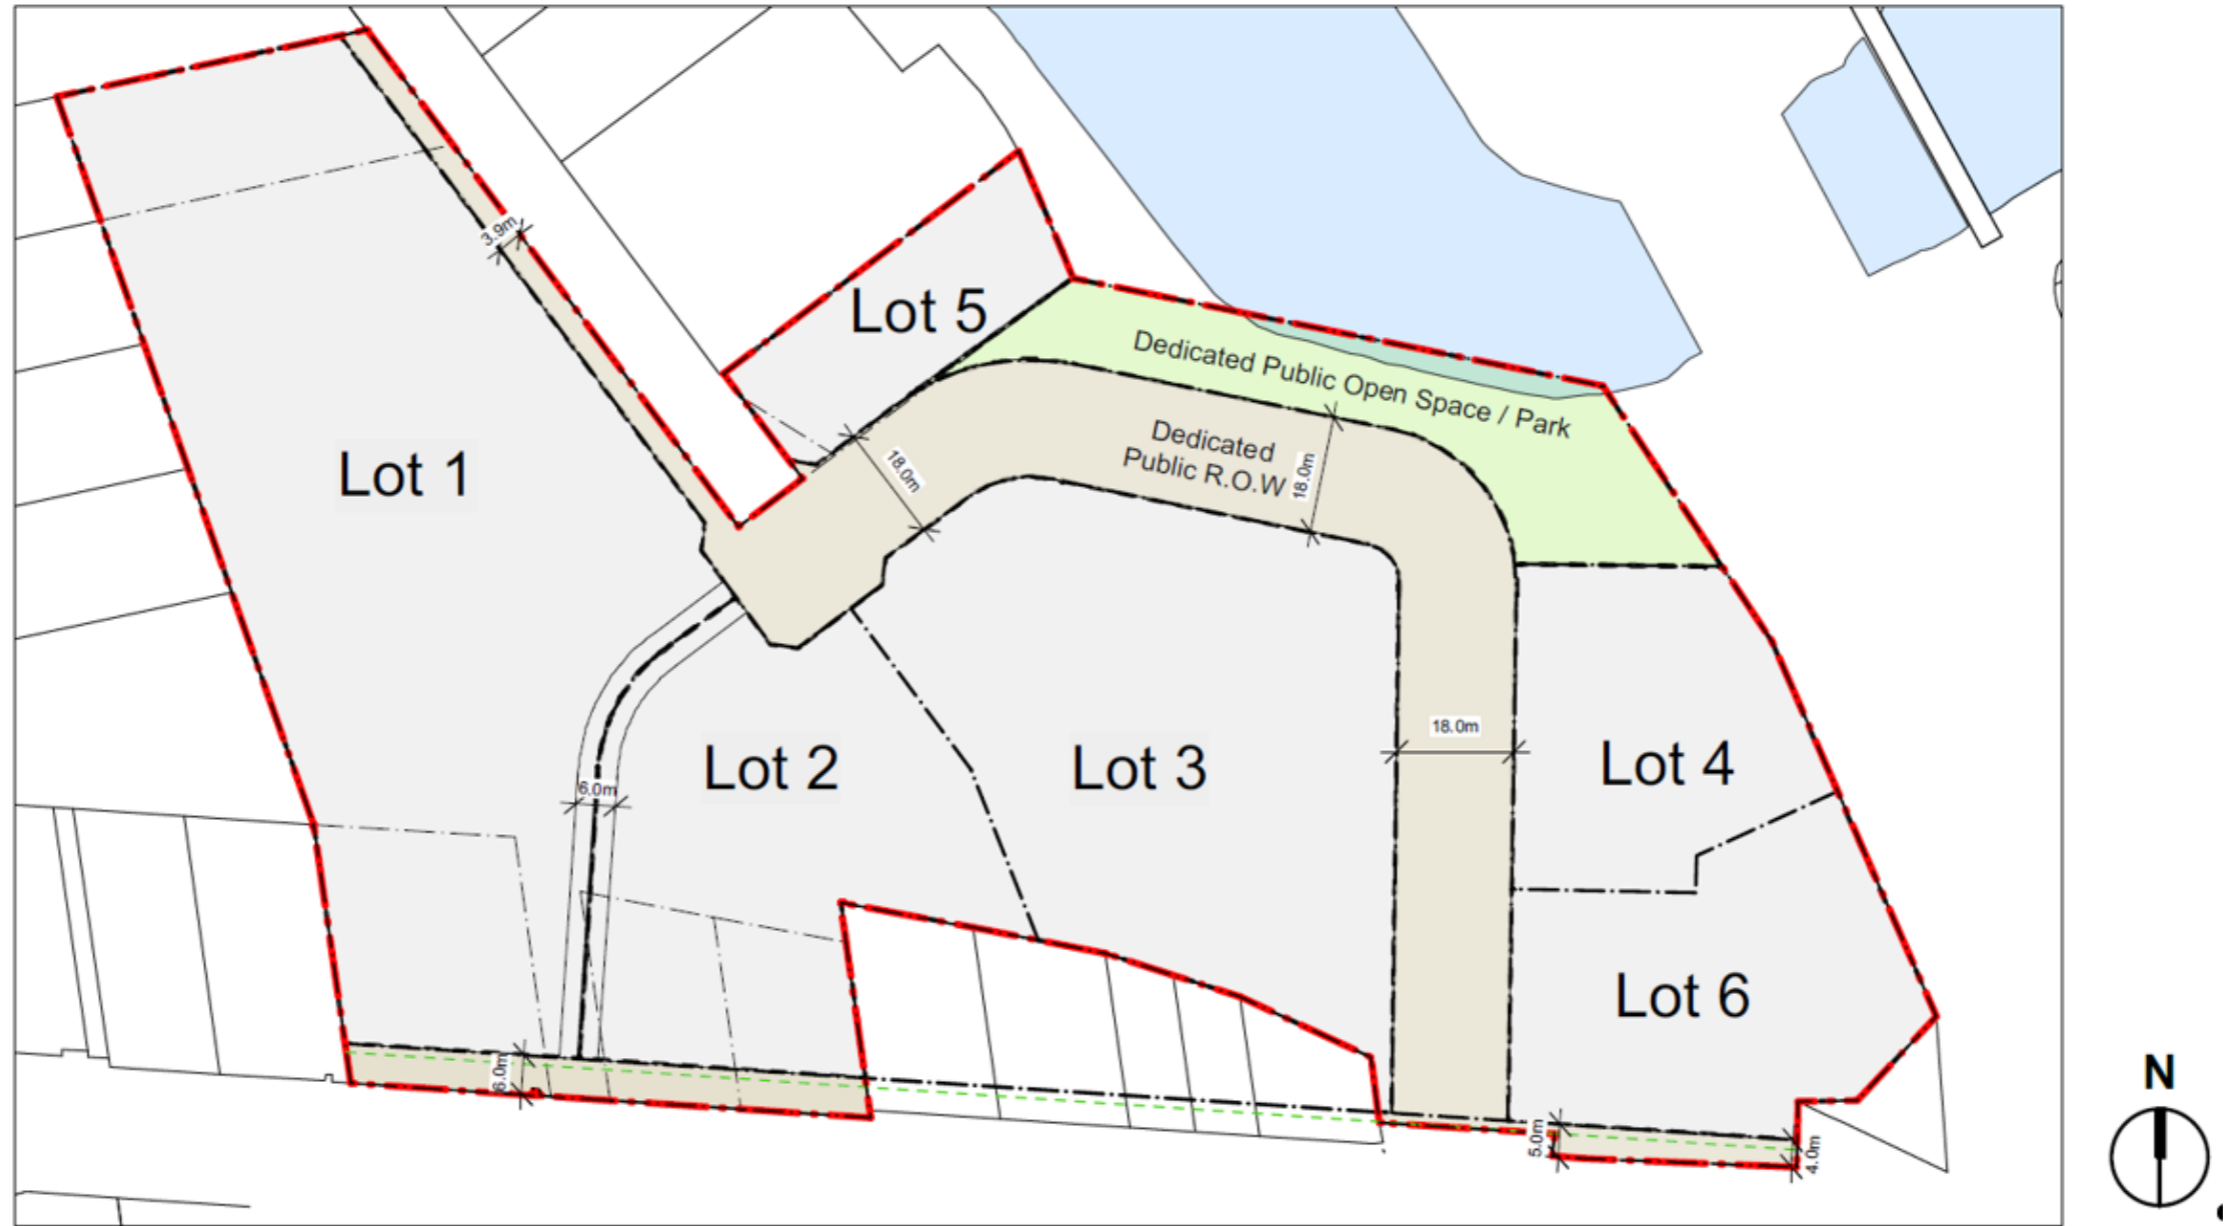 3.9m
Lot 5
Dedicated Public Open Space / Park
Dedicated
Public R.O.W
18.0m
18.0m
Lot 1
18.0m
Lot 2
Lot 3
Lot 4
6.0m
Lot 6
6.0m
5.0m
4.0m
N